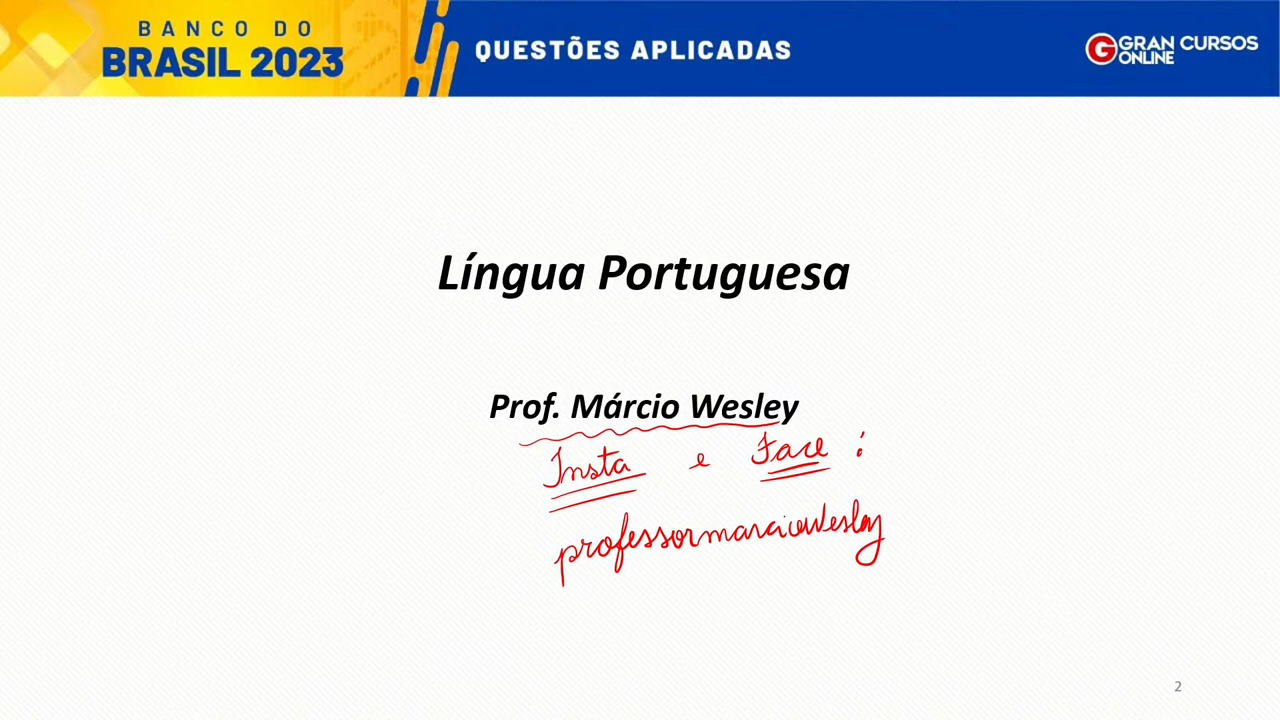 BANCO DO
BRASIL 2023
QUESTÕES APLICADAS
GRAN CURSOS
ONLINE
Língua Portuguesa
Prof. Márcio Wesley
Insta e Face:
professormarciowesley
2